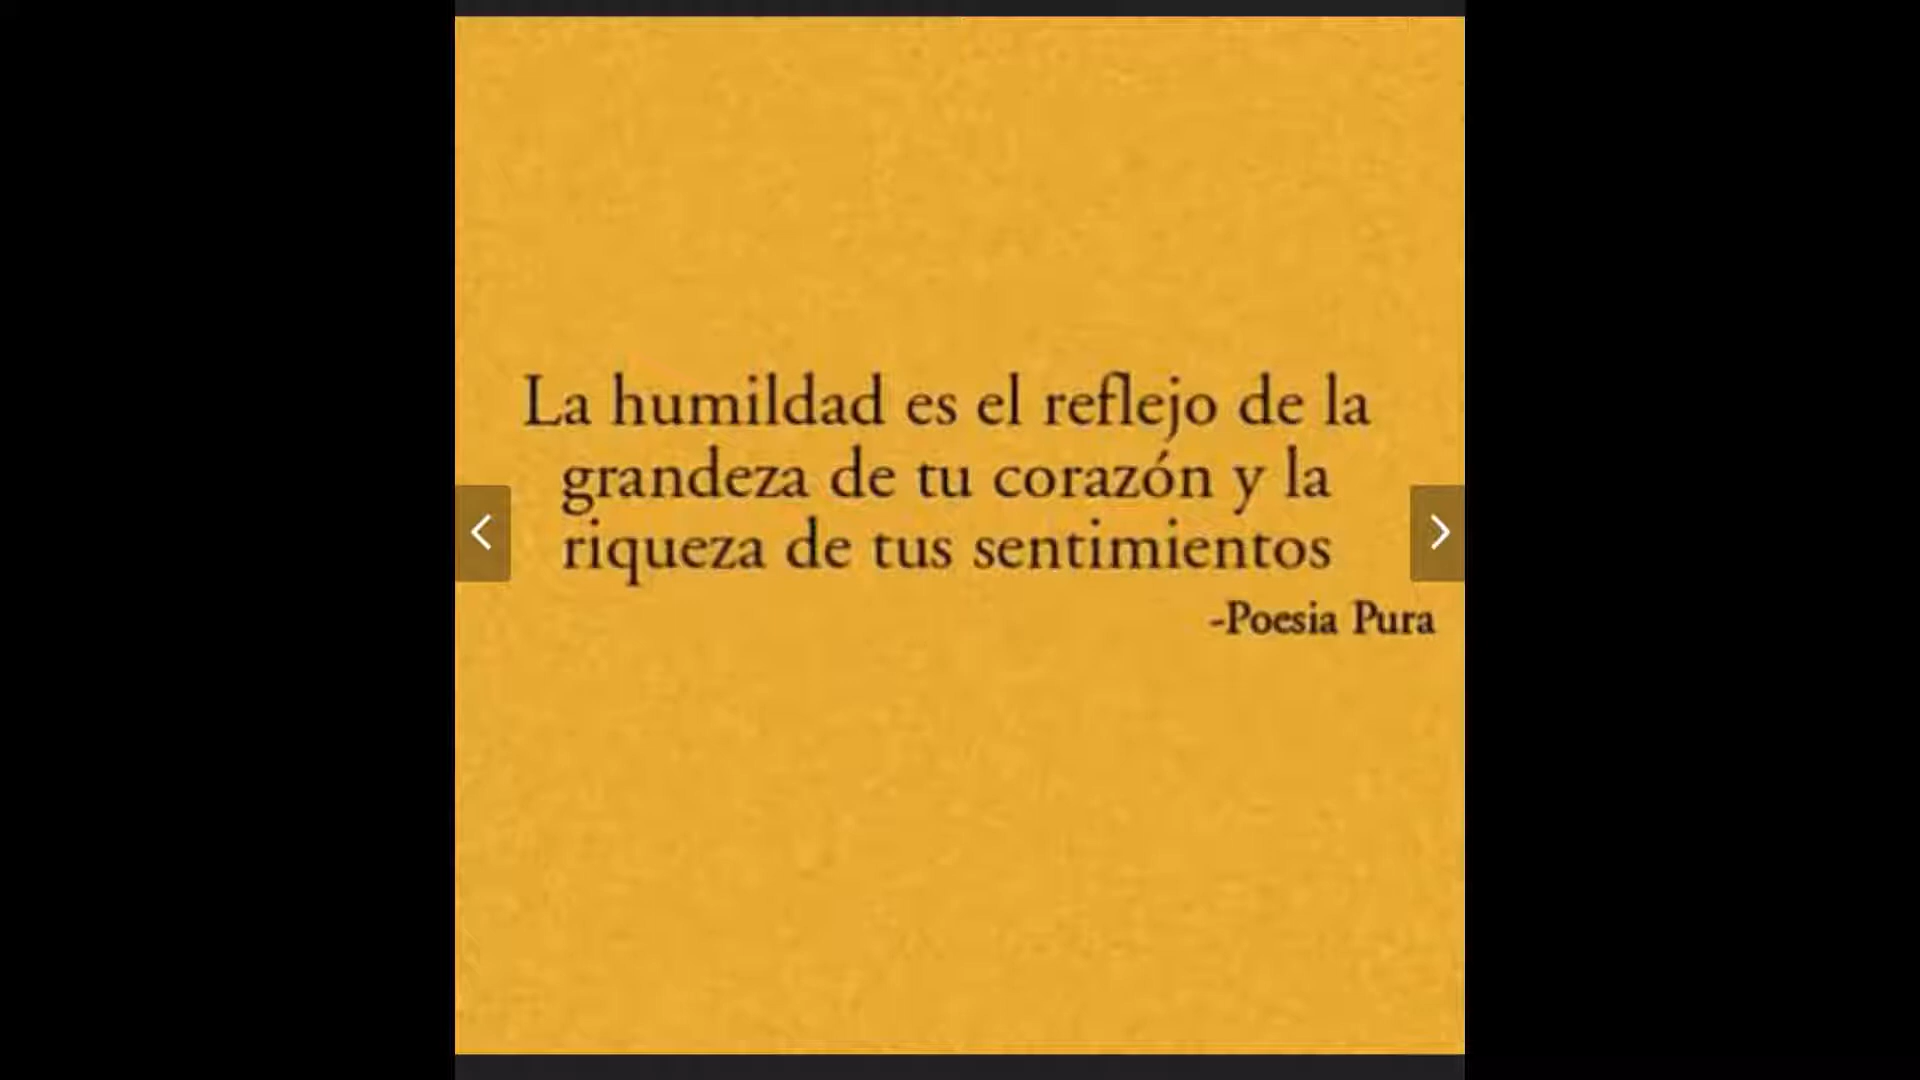 La humildad es el reflejo de la
grandeza de tu corazón y la
riqueza de tus sentimientos
-Poesia Pura